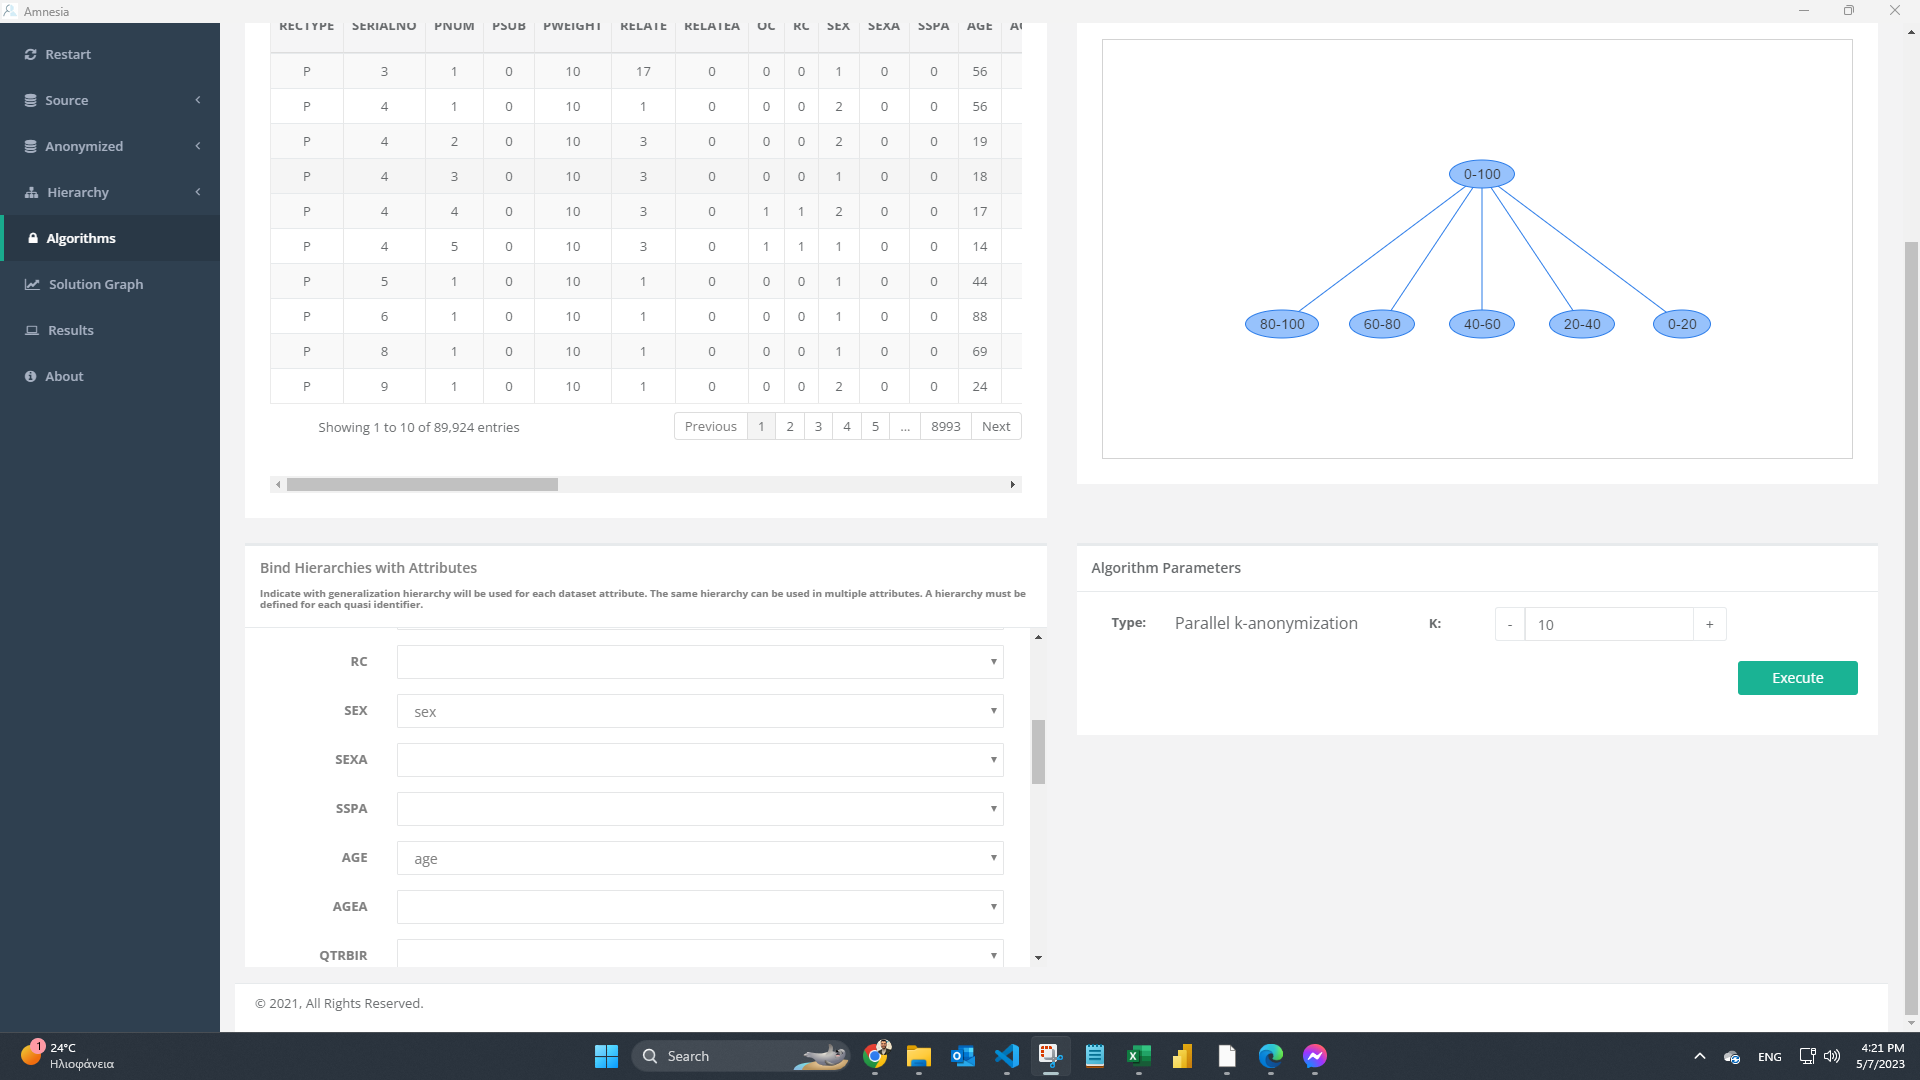 Amnesia
Restart
Source
Anonymized
Hierarchy
Algorithms
Solution Graph
Results
About
RECTYPE SERIALNO PNUM PSUB PWEIGHT RELATE RELATEA OC RC SEX SEXA SSPA AGE
P 3 1 0 10 17 0 0 0 1 0 0 56
P 4 1 0 10 1 0 0 0 2 0 0 56
P 4 2 0 10 3 0 0 0 2 0 0 19
P 4 3 0 10 3 0 0 0 1 0 0 18
P 4 4 0 10 3 0 1 1 2 0 0 17
P 4 5 0 10 3 0 1 1 1 0 0 14
P 5 1 0 10 1 0 0 0 1 0 0 44
P 6 1 0 10 1 0 0 0 1 0 0 88
P 8 1 0 10 1 0 0 0 1 0 0 69
P 9 1 0 10 1 0 0 0 2 0 0 24
Showing 1 to 10 of 89,924 entries
Previous 1 2 3 4 5 ... 8993 Next
0-100
80-100 60-80 40-60 20-40 0-20
Bind Hierarchies with Attributes
Indicate with generalization hierarchy will be used for each dataset attribute. The same hierarchy can be used in multiple attributes. A hierarchy must be
defined for each quasi identifier.
RC
SEX sex
SEXA
SSPA
AGE age
AGEA
QTRBIR
Algorithm Parameters
Type: Parallel k-anonymization K: - 10 +
Execute
© 2021, All Rights Reserved.
1
24°C
Ηλιοφάνεια
Search
ENG
4:21 PM
5/7/2023